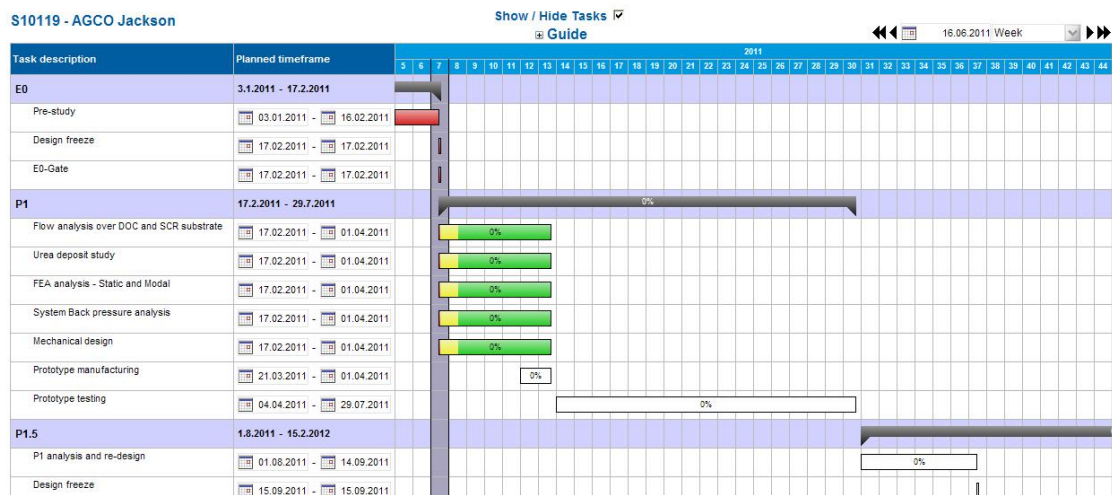 S10119 - AGCO Jackson
Show / Hide Tasks
Guide
16.06.2011 Week
Task description Planned timeframe 2011
5 6 7 8 9 10 11 12 13 14 15 16 17 18 19 20 21 22 23 24 25 26 27 28 29 30 31 32 33 34 35 36 37 38 39 40 41 42 43 44
E0 3.1.2011 - 17.2.2011
Pre-study 03.01.2011 - 16.02.2011
Design freeze 17.02.2011 - 17.02.2011
E0-Gate 17.02.2011 - 17.02.2011
P1 17.2.2011 - 29.7.2011 0%
Flow analysis over DOC and SCR substrate 17.02.2011 - 01.04.2011 0%
Urea deposit study 17.02.2011 - 01.04.2011 0%
FEA analysis - Static and Modal 17.02.2011 - 01.04.2011 0%
System Back pressure analysis 17.02.2011 - 01.04.2011 0%
Mechanical design 17.02.2011 - 01.04.2011 0%
Prototype manufacturing 21.03.2011 - 01.04.2011 0%
Prototype testing 04.04.2011 - 29.07.2011 0%
P1.5 1.8.2011 - 15.2.2012
P1 analysis and re-design 01.08.2011 - 14.09.2011 0%
Design freeze 15.09.2011 - 15.09.2011